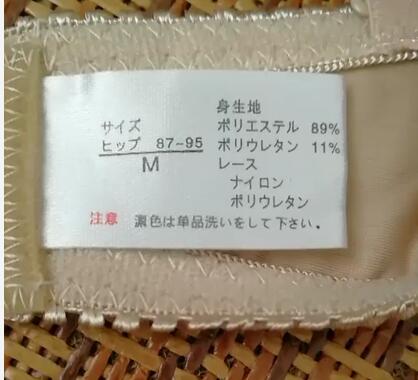 サイズ
ヒップ 87~95
M
身生地
ポリエステル 89%
ポリウレタン 11%
レース
ナイロン
ポリウレタン
注意 濃色は単品洗いをして下さい.